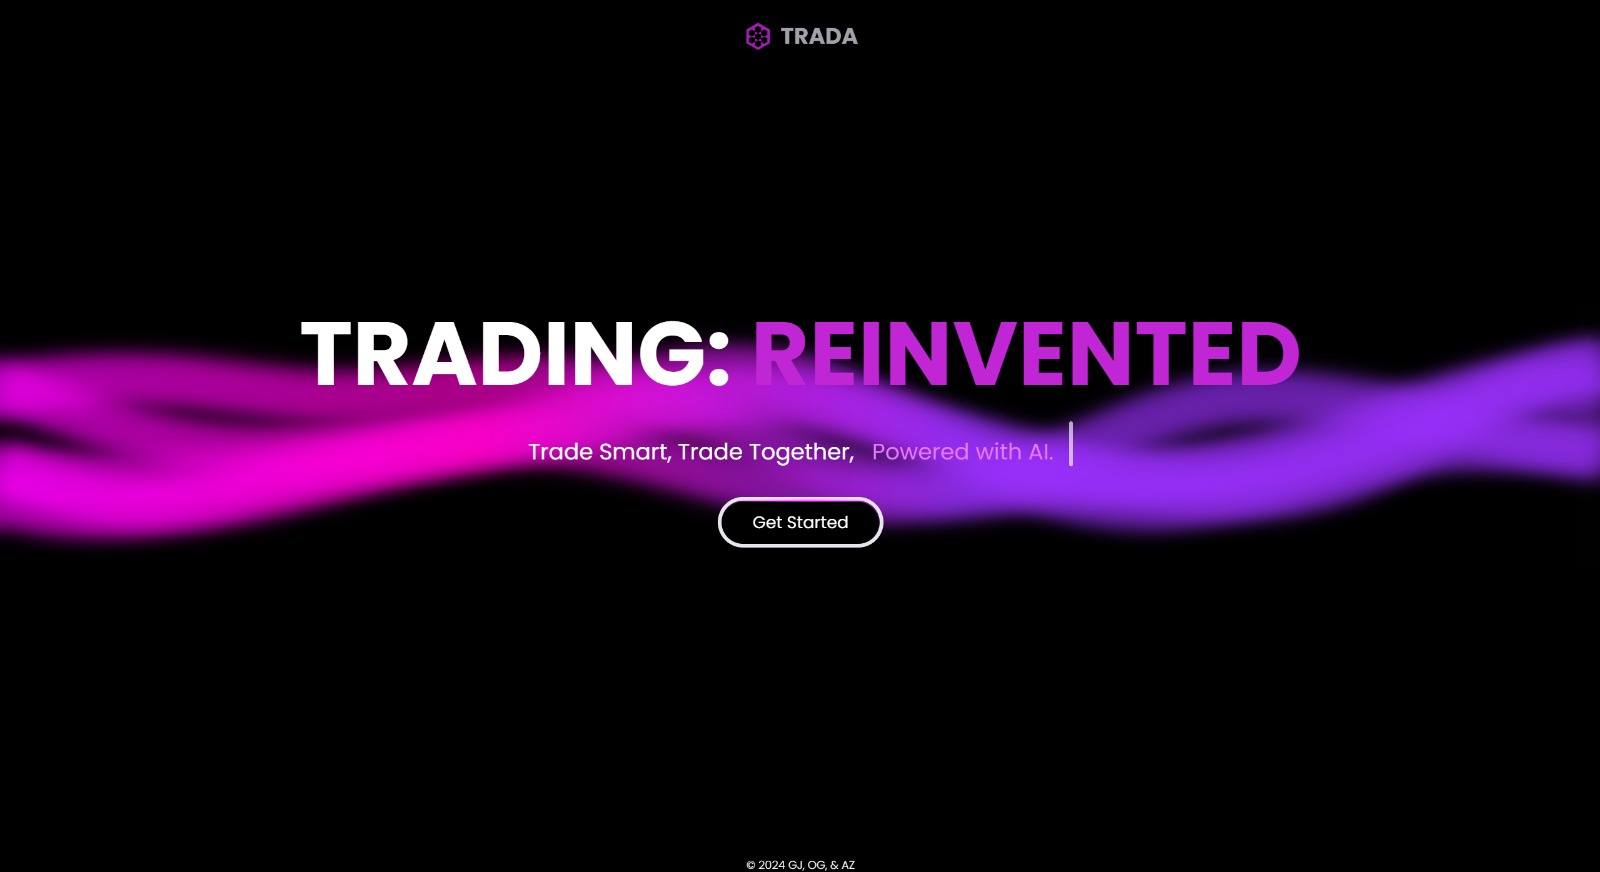 TRADA
TRADING: REINVENTED
Trade Smart, Trade Together, Powered with AI.
Get Started
© 2024 GJ, OG, & AZ